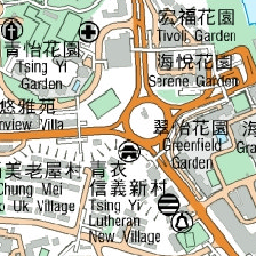 宏福花園
Tivoli Garden
青怡花園
Tsing Yi
Garden
海悅花園
Serene Garden
悠雅苑
nview Villa
翠怡花園
Greenfield
Garden
海
Gra
美老屋村
Chung Mei
o Uk Village
青衣
信義新村
Tsing Yi
Lutheran
New Village